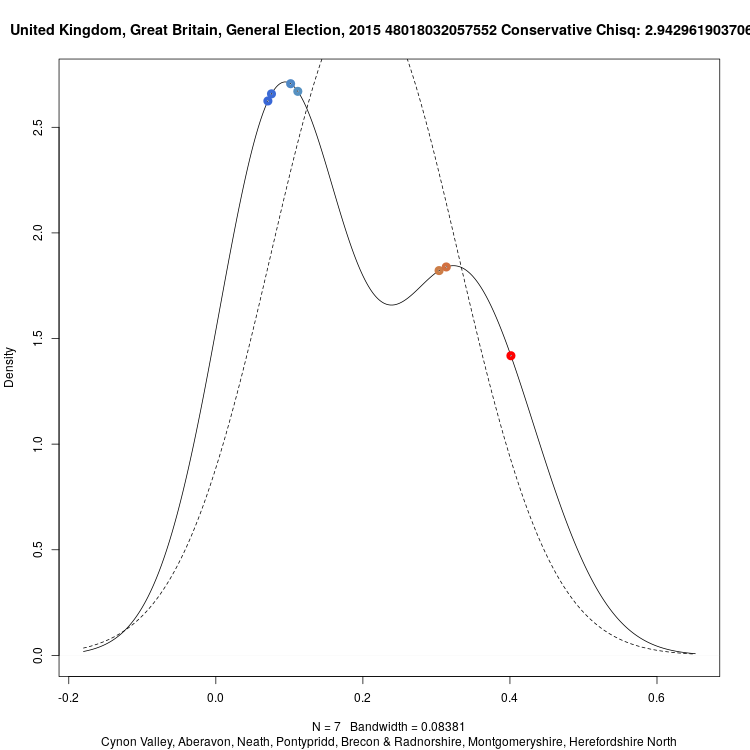 United Kingdom, Great Britain, General Election, 2015 48018032057552 Conservative Chisq: 2.942961903706
Density
2.5
2.0
1.5
1.0
0.5
0.0
-0.2 0.0 0.2 0.4 0.6
N = 7 Bandwidth = 0.08381
Cynon Valley, Aberavon, Neath, Pontypridd, Brecon & Radnorshire, Montgomeryshire, Herefordshire North